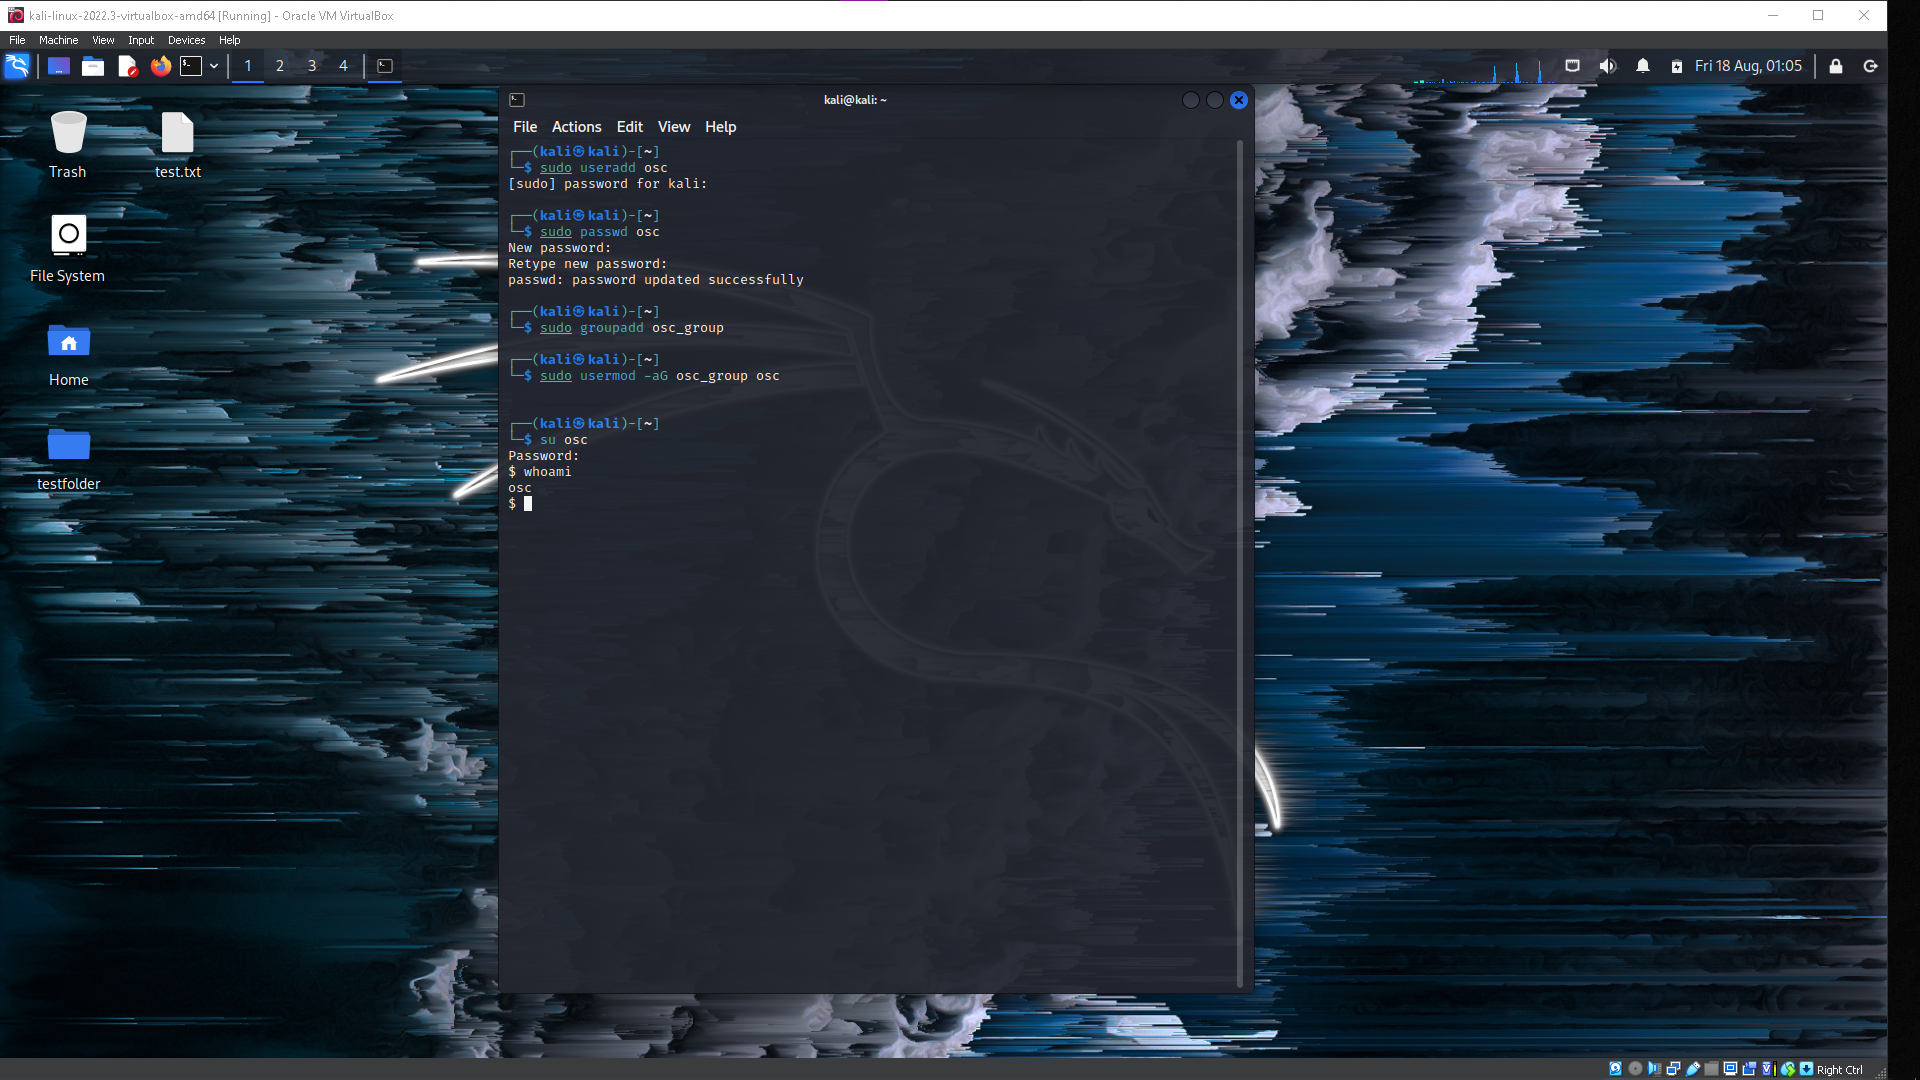 kali-linux-2022.3-virtualbox-amd64 [Running] - Oracle VM VirtualBox
File Machine View Input Devices Help
1 2 3 4
Fri 18 Aug, 01:05
Trash
test.txt
File System
Home
testfolder
kali@kali: ~
File Actions Edit View Help
┌──(kali㉿kali)-[~]
└─$ sudo useradd osc
[sudo] password for kali:
┌──(kali㉿kali)-[~]
└─$ sudo passwd osc
New password:
Retype new password:
passwd: password updated successfully
┌──(kali㉿kali)-[~]
└─$ sudo groupadd osc_group
┌──(kali㉿kali)-[~]
└─$ sudo usermod -aG osc_group osc
┌──(kali㉿kali)-[~]
└─$ su osc
Password:
$ whoami
osc
$
Right Ctrl